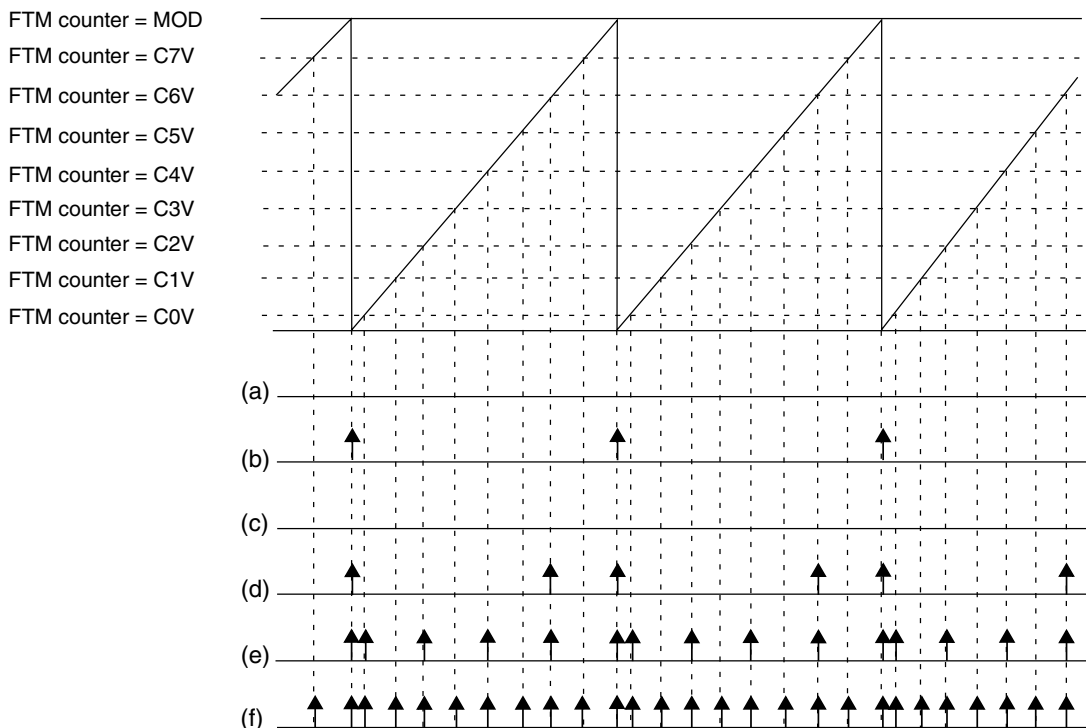 FTM counter = MOD
FTM counter = C7V
FTM counter = C6V
FTM counter = C5V
FTM counter = C4V
FTM counter = C3V
FTM counter = C2V
FTM counter = C1V
FTM counter = C0V
(a)
(b)
(c)
(d)
(e)
(f)